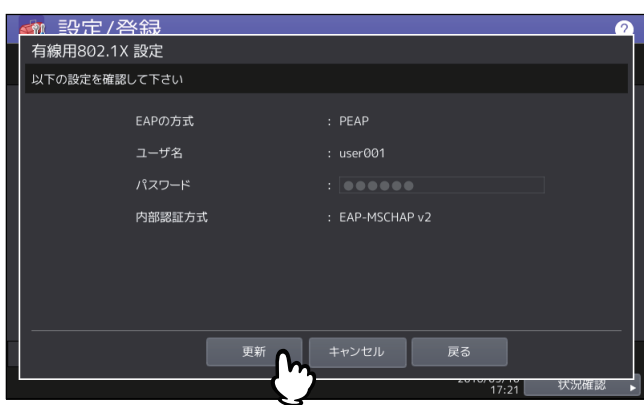 設定/登録
?
有線用802.1X 設定
以下の設定を確認して下さい
EAPの方式 : PEAP
ユーザ名 : user001
パスワード : ●●●●●●
内部認証方式 : EAP-MSCHAP v2
更新 キャンセル 戻る
17:21 状況確認